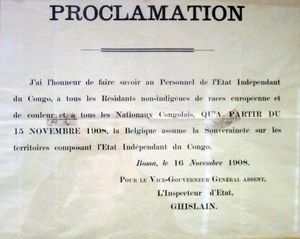 PROCLAMATION
J'ai l'honneur de faire savoir au Personnel de l'Etat Indépendant
du Congo, à tous les Résidants non-indigènes de races européenne et
de couleur et à tous les Nationaux Congolais, QU'A PARTIR DU
15 NOVEMBRE 1908, la Belgique assume la Souveraineté sur les
territoires composant l'Etat Indépendant du Congo.
Boma, le 16 Novembre 1908.
POUR LE VICE-GOUVERNEUR GÉNÉRAL ABSENT,
L'Inspecteur d'Etat,
GHISLAIN.